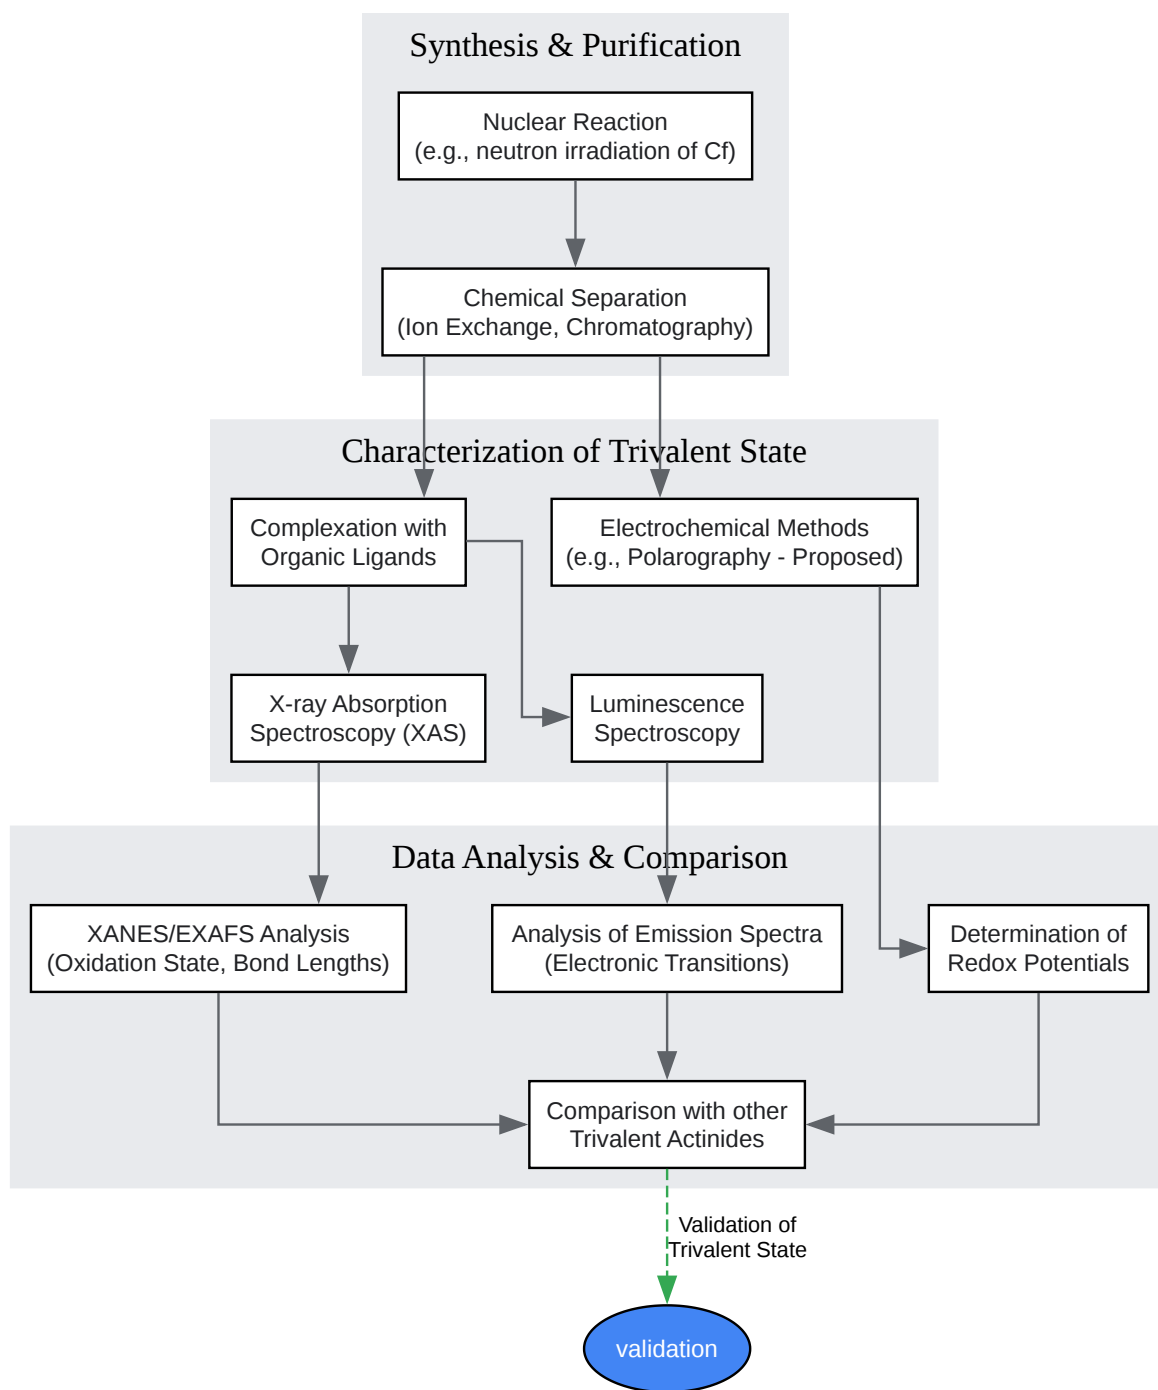 Synthesis & Purification
Nuclear Reaction
(e.g., neutron irradiation of Cf)
Chemical Separation
(Ion Exchange, Chromatography)
Characterization of Trivalent State
Complexation with
Organic Ligands
Electrochemical Methods
(e.g., Polarography - Proposed)
X-ray Absorption
Spectroscopy (XAS)
Luminescence
Spectroscopy
Data Analysis & Comparison
XANES/EXAFS Analysis
(Oxidation State, Bond Lengths)
Analysis of Emission Spectra
(Electronic Transitions)
Determination of
Redox Potentials
Comparison with other
Trivalent Actinides
Validation of
Trivalent State
validation